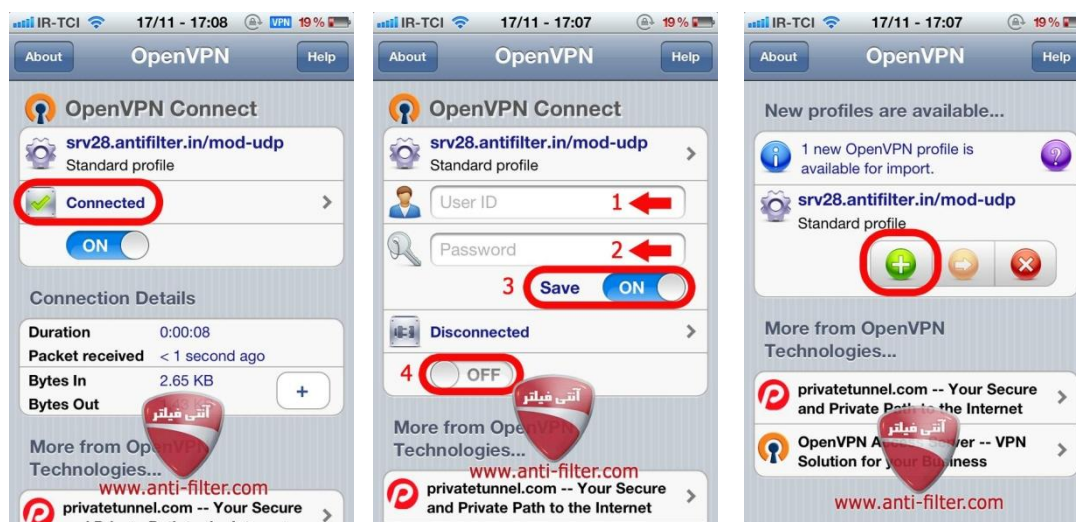 IR-TCI 17/11 - 17:08 VPN 19%
About OpenVPN Help
OpenVPN Connect
srv28.antifilter.in/mod-udp
Standard profile
Connected
ON
Connection Details
Duration 0:00:08
Packet received < 1 second ago
Bytes In 2.65 KB
+
Bytes Out
آنتی فیلتر
More from OpenVPN
Technologies...
www.anti-filter.com
privatetunnel.com -- Your Secure
IR-TCI 17/11 - 17:07 19%
About OpenVPN Help
OpenVPN Connect
srv28.antifilter.in/mod-udp
Standard profile
User ID 1
Password 2
3 Save ON
Disconnected
4 OFF
آنتی فیلتر
More from OpenVPN
Technologies...
www.anti-filter.com
privatetunnel.com -- Your Secure
and Private Path to the Internet
IR-TCI 17/11 - 17:07 19%
About OpenVPN Help
New profiles are available...
1 new OpenVPN profile is
available for import.
?
srv28.antifilter.in/mod-udp
Standard profile
More from OpenVPN
Technologies...
privatetunnel.com -- Your Secure
and Private Path to the Internet
آنتی فیلتر
OpenVPN Access Server -- VPN
Solution for your Business
www.anti-filter.com